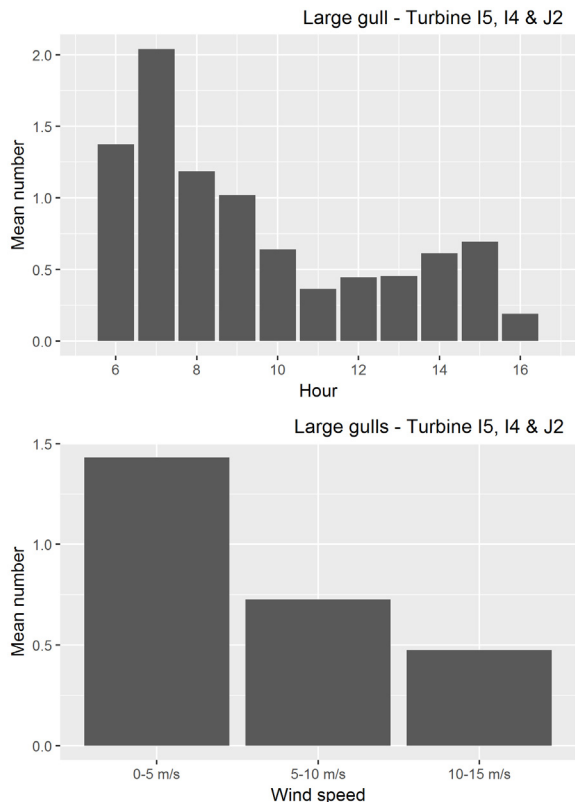 Large gull - Turbine I5, I4 & J2
2.0
1.5
1.0
0.5
0.0
Mean number
6 8 10 12 14 16
Hour
Large gulls - Turbine I5, I4 & J2
1.5
1.0
0.5
0.0
Mean number
0-5 m/s 5-10 m/s 10-15 m/s
Wind speed